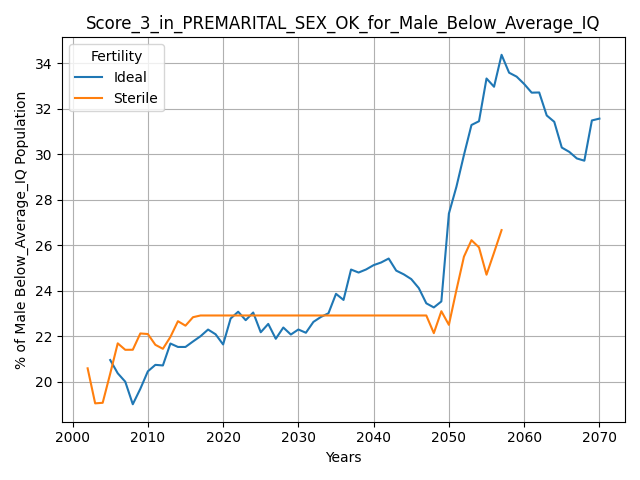 Score_3_in_PREMARITAL_SEX_OK_for_Male_Below_Average_IQ
Fertility
Ideal
Sterile
% of Male Below_Average_IQ Population
34
32
30
28
26
24
22
20
2000 2010 2020 2030 2040 2050 2060 2070
Years